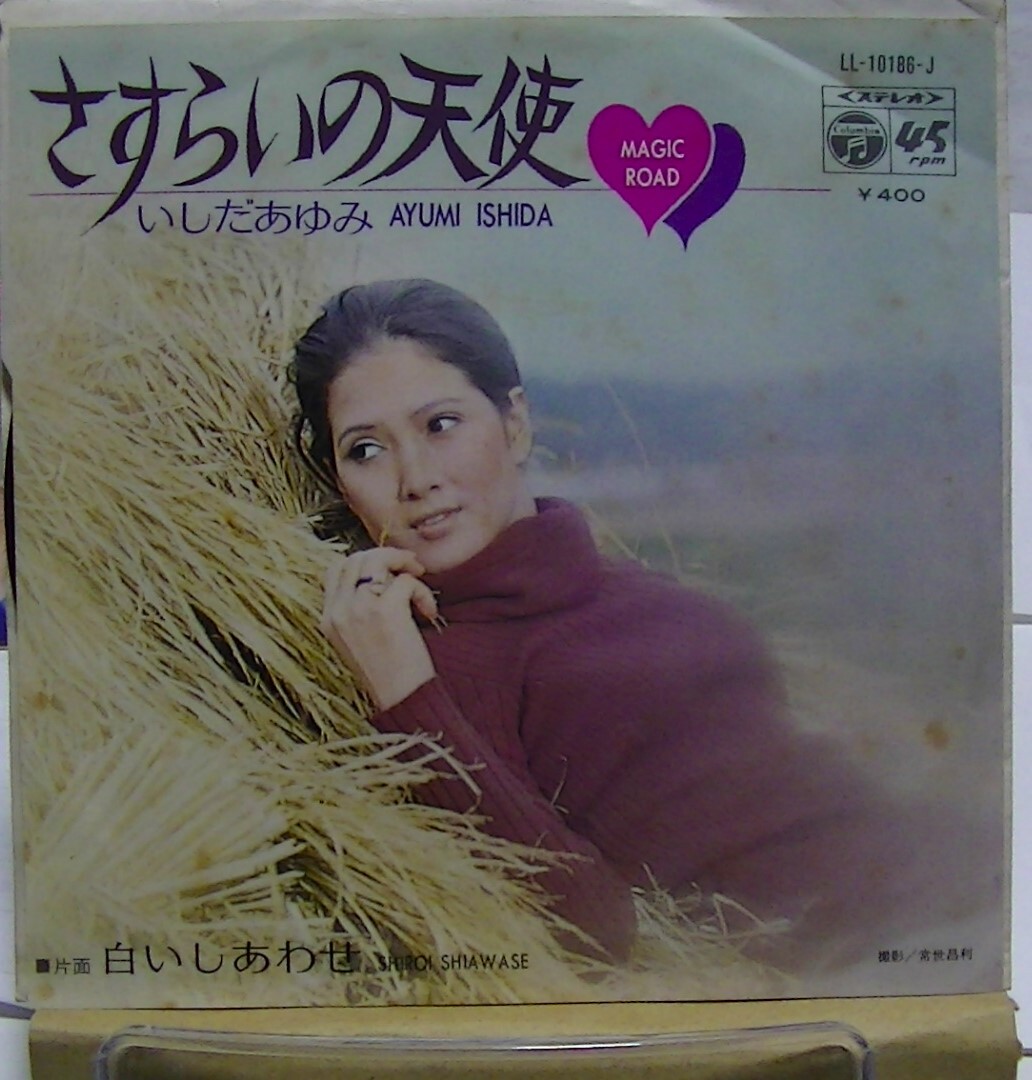 さすらいの天使
MAGIC
ROAD
いしだあゆみ AYUMI ISHIDA
LL-10186-J
<ステレオ>
Columbia
45
rpm
¥400
■片面 白いしあわせ SHIROI SHIAWASE
撮影/常世昌利